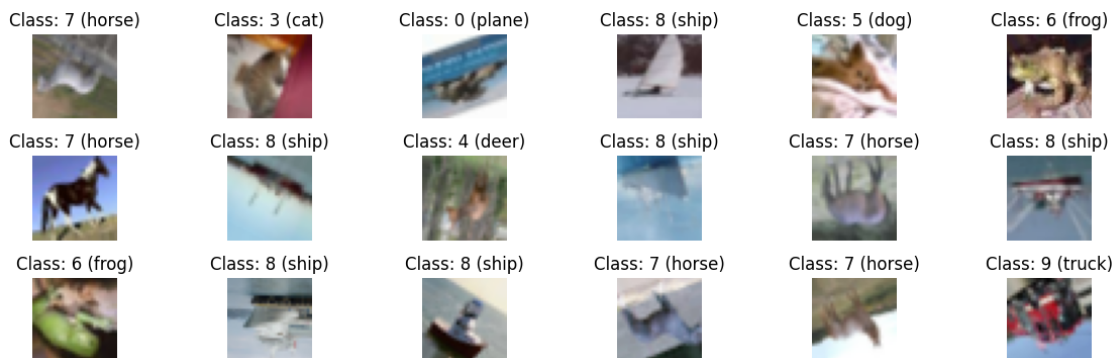 Class: 7 (horse)
Class: 3 (cat)
Class: 0 (plane)
Class: 8 (ship)
Class: 5 (dog)
Class: 6 (frog)
Class: 7 (horse)
Class: 8 (ship)
Class: 4 (deer)
Class: 8 (ship)
Class: 7 (horse)
Class: 8 (ship)
Class: 6 (frog)
Class: 8 (ship)
Class: 8 (ship)
Class: 7 (horse)
Class: 7 (horse)
Class: 9 (truck)